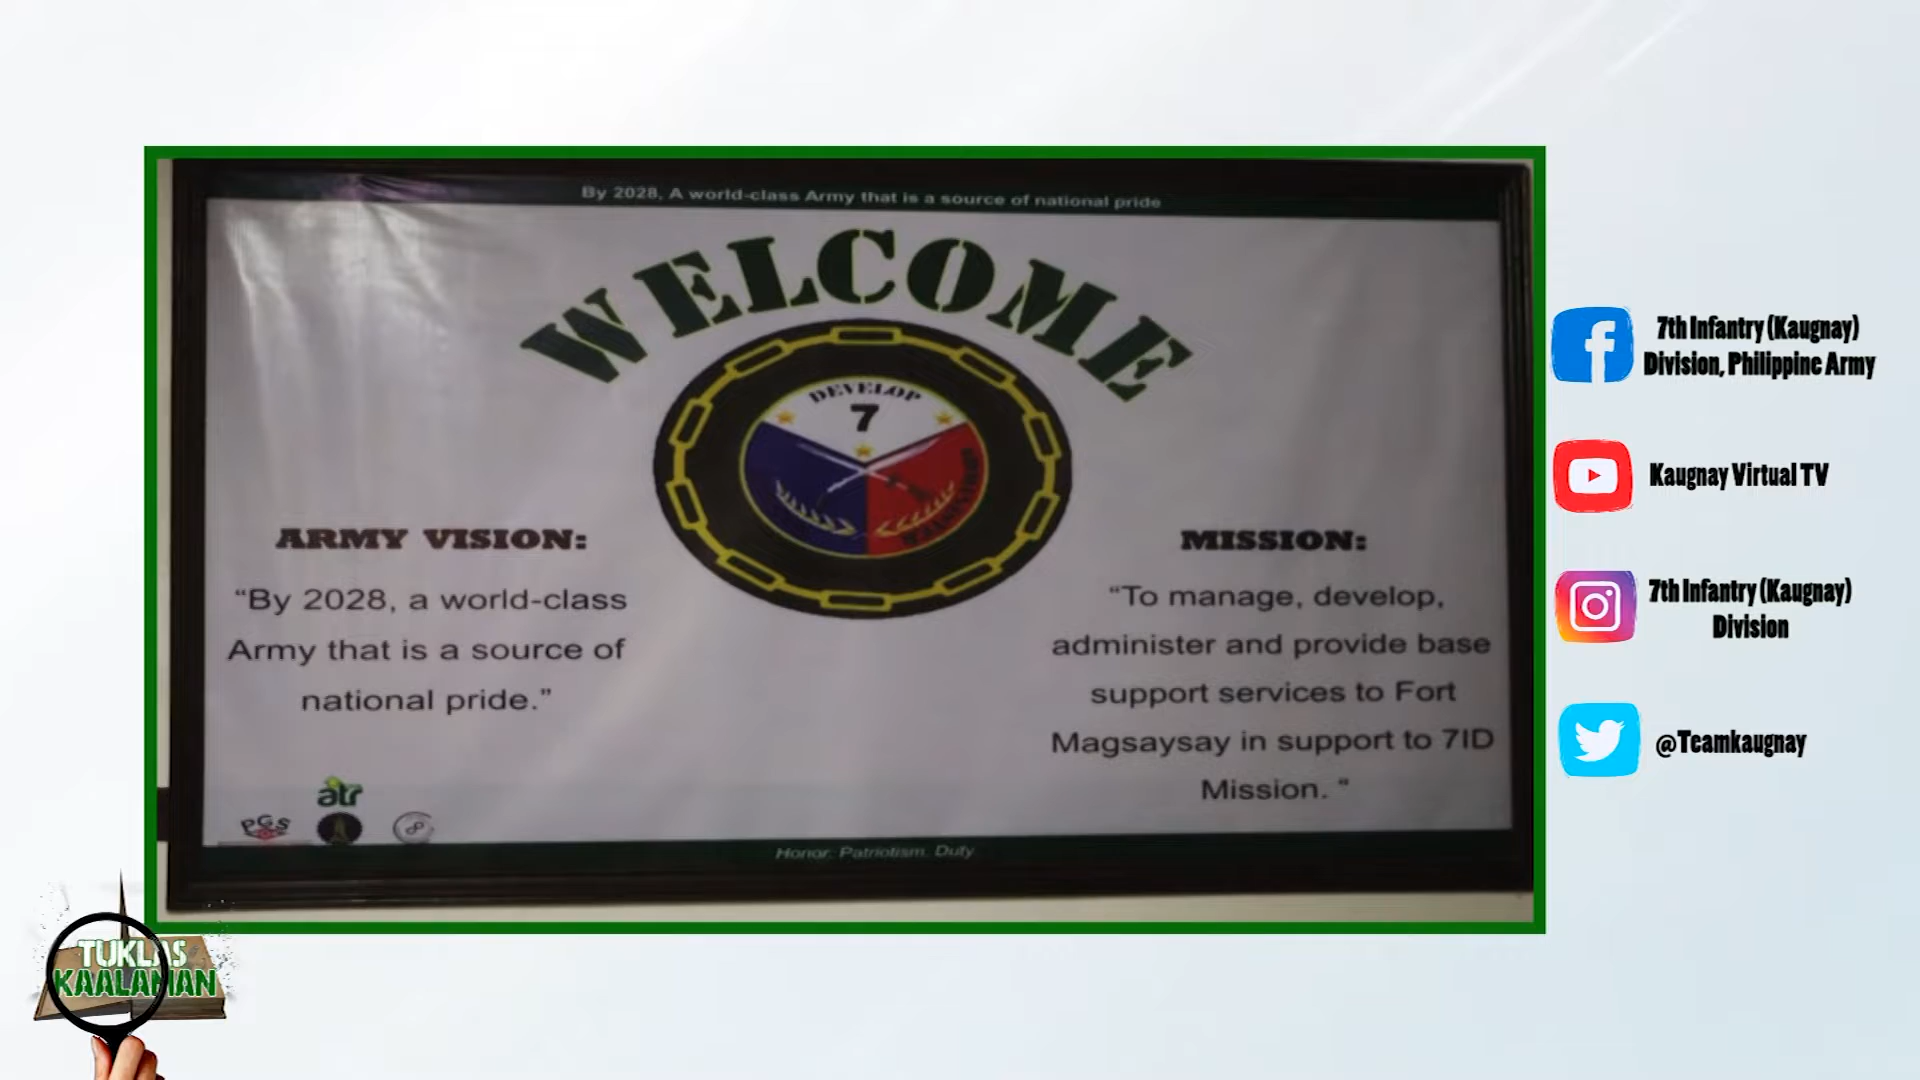 By 2028, A world-class Army that is a source of national pride
WELCOME
DEVELOP
7
ARMY VISION:
“By 2028, a world-class
Army that is a source of
national pride.”
MISSION:
“To manage, develop,
administer and provide base
support services to Fort
Magsaysay in support to 7ID
Mission. “
atr
PGS
Honor. Patriotism. Duty
7th Infantry (Kaugnay)
Division, Philippine Army
Kaugnay Virtual TV
7th Infantry (Kaugnay)
Division
@Teamkaugnay
TUKLAS
KAALAMAN